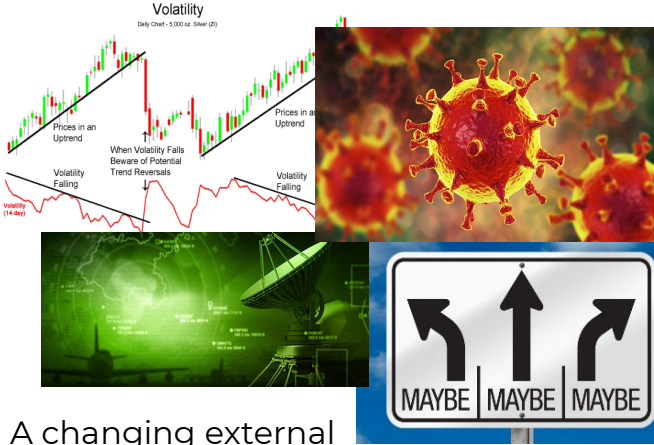 Volatility
Daily Chart - 5,000 oz. Silver (ZI)
Prices in an
Uptrend
When Volatility Falls
Beware of Potential
Trend Reversals
Prices in
Uptrend
Volatility
Falling
Volatility
Falling
Volatility
(14-day)
MAYBE
MAYBE
MAYBE
A changing external